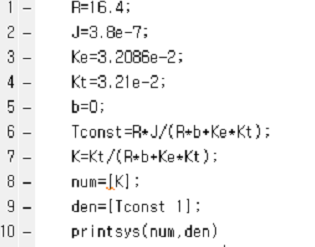 1 - R=16.4;
2 - J=3.8e-7;
3 - Ke=3.2086e-2;
4 - Kt=3.21e-2;
5 - b=0;
6 - Tconst=R*J/(R*b+Ke*Kt);
7 - K=Kt/(R*b+Ke*Kt);
8 - num=[K];
9 - den=[Tconst 1];
10 - printsys(num,den)